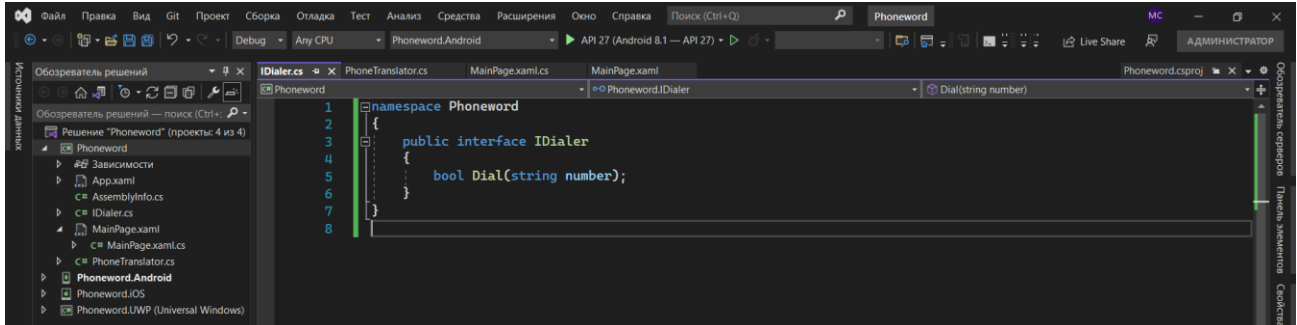 Файл Правка Вид Git Проект Сборка Отладка Тест Анализ Средства Расширения Окно Справка Поиск (Ctrl+Q) Phoneword МС
Debug Any CPU Phoneword.Android API 27 (Android 8.1 — API 27) Live Share АДМИНИСТРАТОР
Источники данных
Обозреватель решений
Обозреватель решений — поиск (Ctrl+;
Решение "Phoneword" (проекты: 4 из 4)
Phoneword
Зависимости
App.xaml
C# AssemblyInfo.cs
C# IDialer.cs
MainPage.xaml
C# MainPage.xaml.cs
C# PhoneTranslator.cs
Phoneword.Android
Phoneword.iOS
Phoneword.UWP (Universal Windows)
IDialer.cs PhoneTranslator.cs MainPage.xaml.cs MainPage.xaml Phoneword.csproj
C# Phoneword Phoneword.IDialer Dial(string number)
1 namespace Phoneword
2 {
3 public interface IDialer
4 {
5 bool Dial(string number);
6 }
7 }
8
Обозреватель серверов
Панель элементов
Свойства